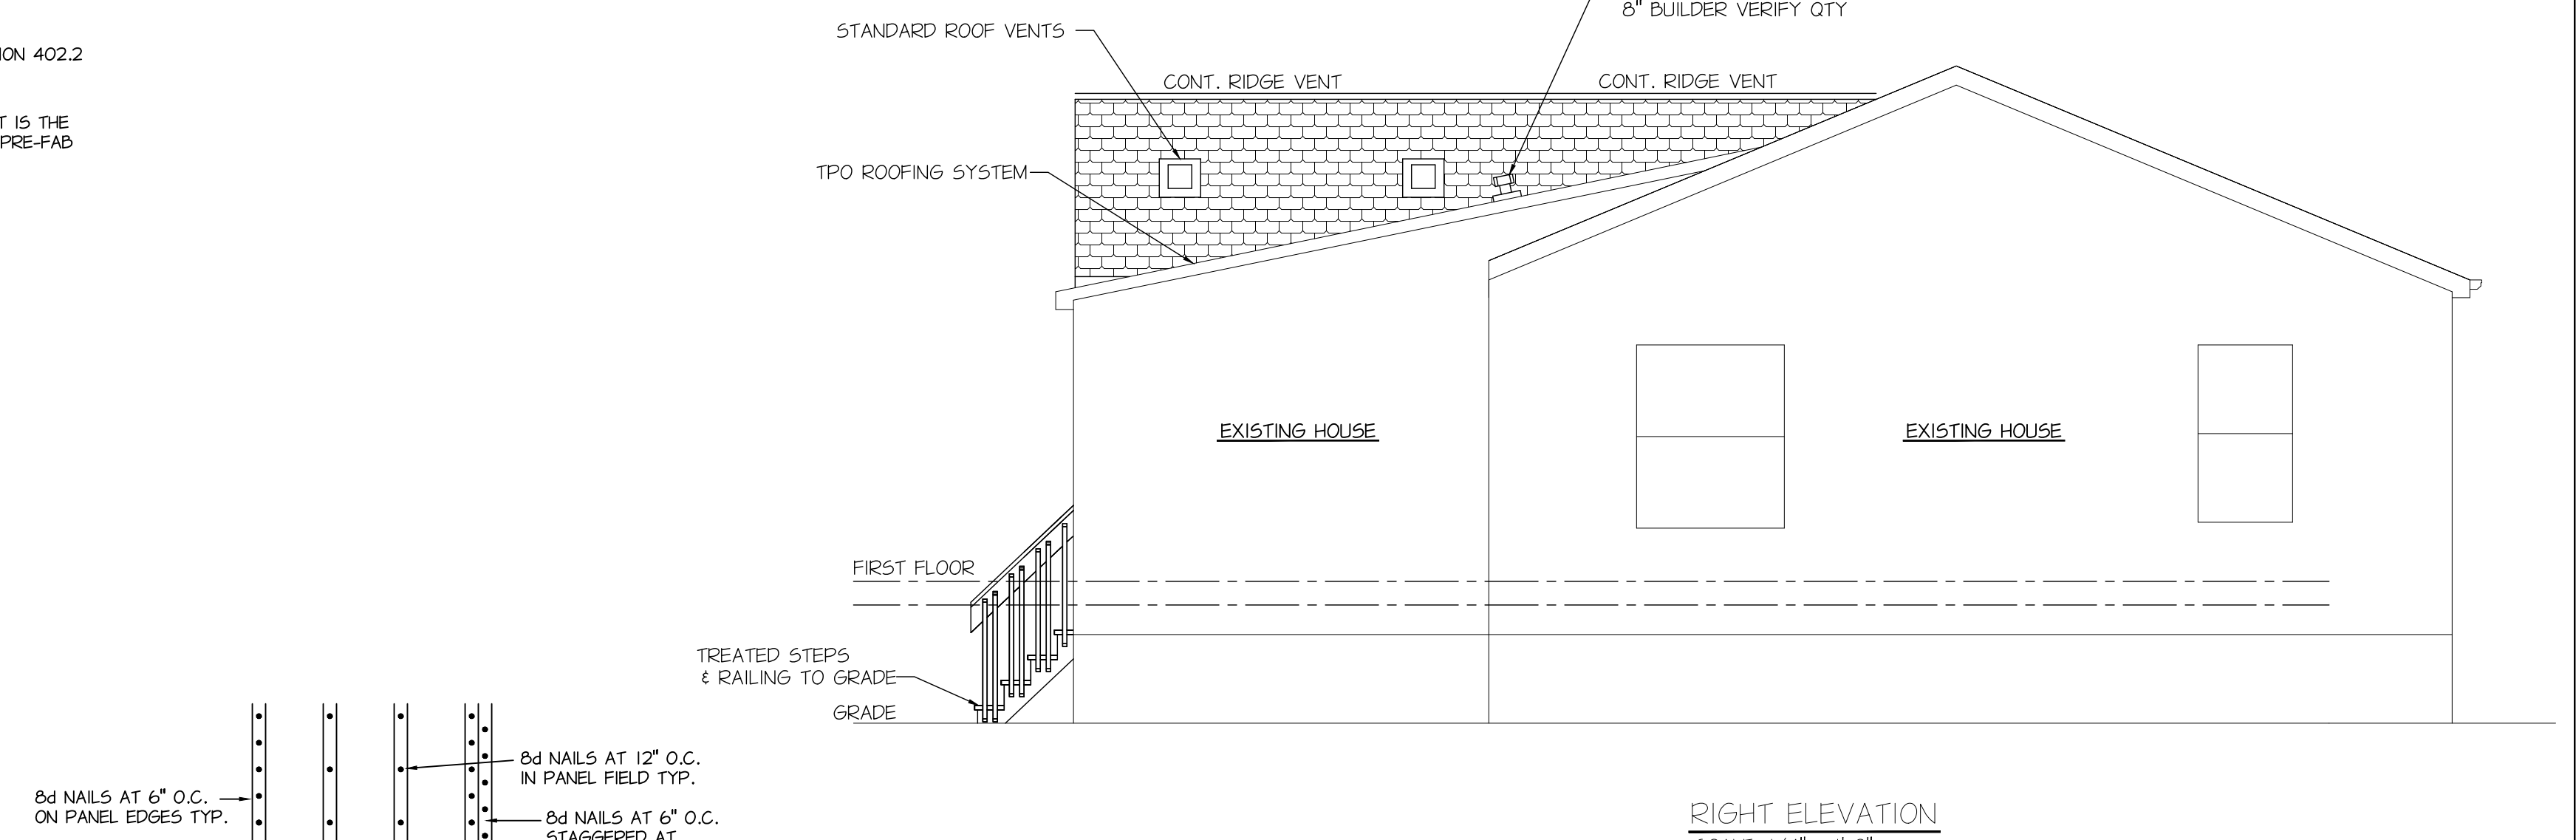 8" BUILDER VERIFY QTY
STANDARD ROOF VENTS
402.2
CONT. RIDGE VENT
CONT. RIDGE VENT
IS THE
PRE-FAB
TPO ROOFING SYSTEM
EXISTING HOUSE
EXISTING HOUSE
FIRST FLOOR
TREATED STEPS
& RAILING TO GRADE
GRADE
8d NAILS AT 12" O.C.
IN PANEL FIELD TYP.
8d NAILS AT 6" O.C.
ON PANEL EDGES TYP.
8d NAILS AT 6" O.C.
STAGGERED AT
RIGHT ELEVATION